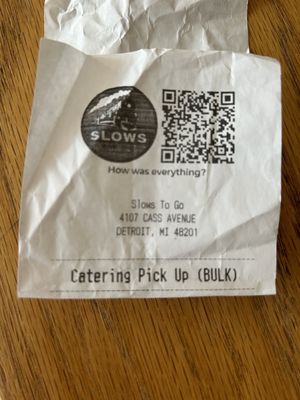 SLOWS
How was everything?
Slows To Go
4107 CASS AVENUE
DETROIT, MI 48201
Catering Pick Up (BULK)